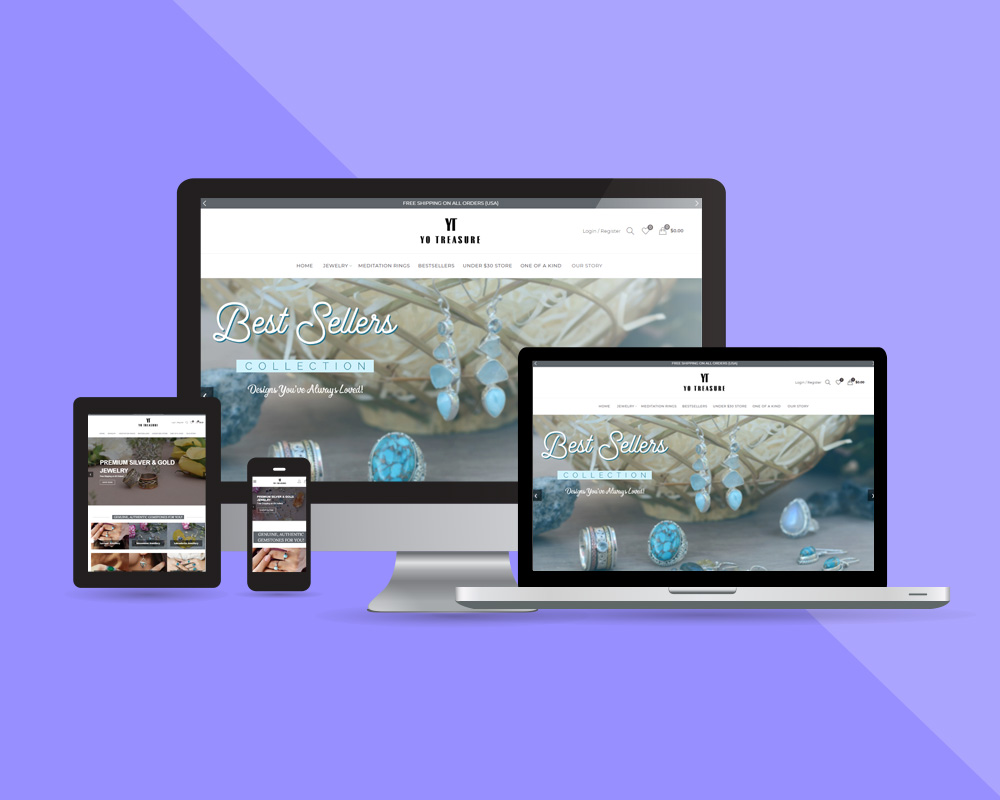 FREE SHIPPING ON ALL ORDERS [USA]
YT
YO TREASURE
Login / Register
0
0
$0.00
HOME JEWELRY MEDITATION RINGS BESTSELLERS UNDER $30 STORE ONE OF A KIND OUR STORY
Best Sellers
COLLECTION
Designs You've Always Loved!
FREE SHIPPING ON ALL ORDERS [USA]
YT
YO TREASURE
Login / Register
$0.00
HOME JEWELRY MEDITATION RINGS BESTSELLERS UNDER $30 STORE ONE OF A KIND OUR STORY
Best Sellers
COLLECTION
Designs You've Always Loved!
YT
YO TREASURE
PREMIUM SILVER & GOLD
JEWELRY
GENUINE, AUTHENTIC GEMSTONES FOR YOU!
YO TREASURE
PREMIUM SILVER & GOLD
JEWELRY
GENUINE, AUTHENTIC
GEMSTONES FOR YOU!